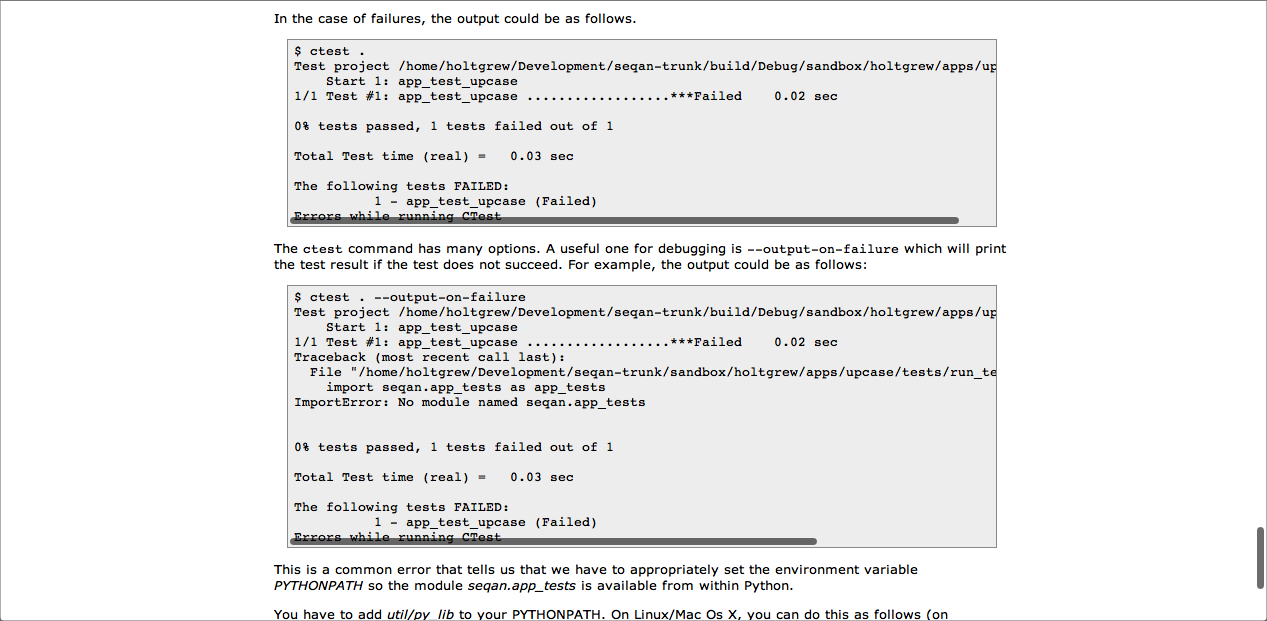 In the case of failures, the output could be as follows.
$ ctest .
Test project /home/holtgrew/Development/seqan-trunk/build/Debug/sandbox/holtgrew/apps/up
Start 1: app_test_upcase
1/1 Test #1: app_test_upcase ..................***Failed    0.02 sec
0% tests passed, 1 tests failed out of 1
Total Test time (real) =   0.03 sec
The following tests FAILED:
1 - app_test_upcase (Failed)
Errors while running CTest
The ctest command has many options. A useful one for debugging is --output-on-failure which will print
the test result if the test does not succeed. For example, the output could be as follows:
$ ctest . --output-on-failure
Test project /home/holtgrew/Development/seqan-trunk/build/Debug/sandbox/holtgrew/apps/up
Start 1: app_test_upcase
1/1 Test #1: app_test_upcase ..................***Failed    0.02 sec
Traceback (most recent call last):
File "/home/holtgrew/Development/seqan-trunk/sandbox/holtgrew/apps/upcase/tests/run_te
import seqan.app_tests as app_tests
ImportError: No module named seqan.app_tests
0% tests passed, 1 tests failed out of 1
Total Test time (real) =   0.03 sec
The following tests FAILED:
1 - app_test_upcase (Failed)
Errors while running CTest
This is a common error that tells us that we have to appropriately set the environment variable
PYTHONPATH so the module seqan.app_tests is available from within Python.
You have to add util/py_lib to your PYTHONPATH. On Linux/Mac Os X, you can do this as follows (on